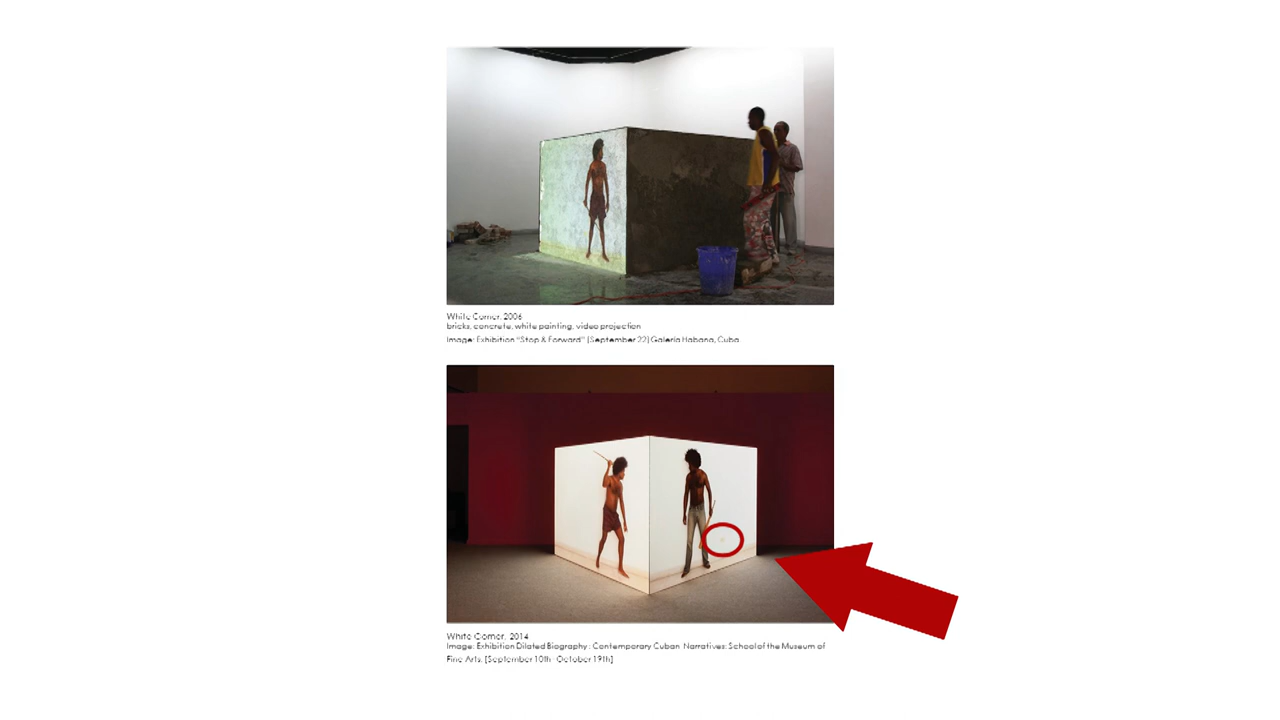 White Corner, 2006
bricks, concrete, white painting, video projection
Image: Exhibition "Stop & Forward" (September 22) Galería Habana, Cuba
White Corner, 2014
Image: Exhibition Dilated Biography: Contemporary Cuban Narratives: School of the Museum of
Fine Arts. [September 10th - October 19th]